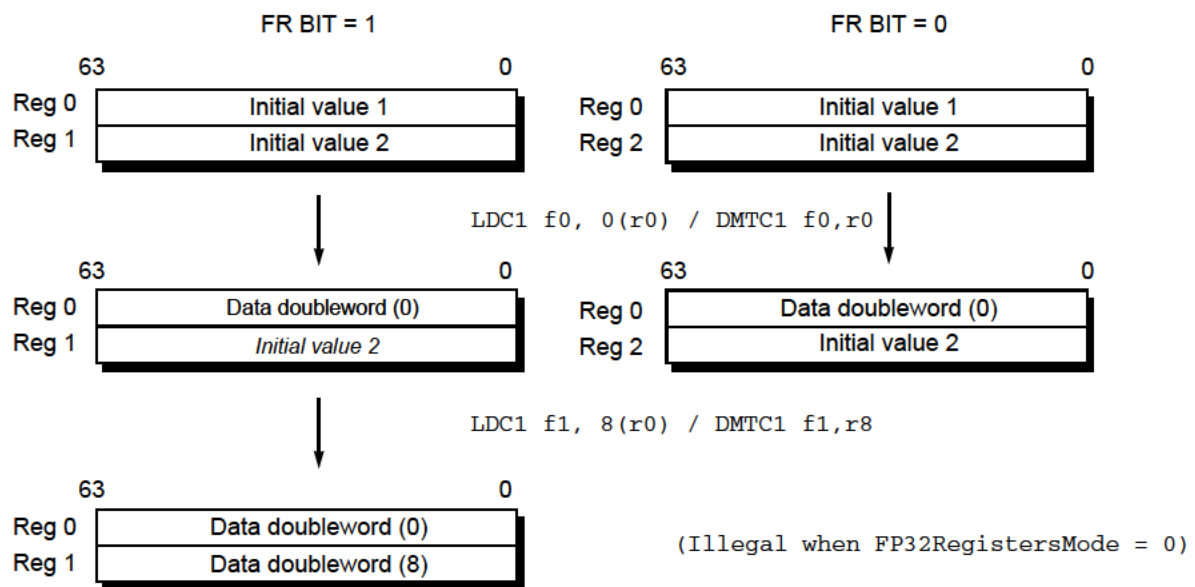 FR BIT = 1 FR BIT = 0
63 0 63 0
Reg 0 Initial value 1 Reg 0 Initial value 1
Reg 1 Initial value 2 Reg 2 Initial value 2
LDC1 f0, 0(r0) / DMTC1 f0,r0
63 0 63 0
Reg 0 Data doubleword (0) Reg 0 Data doubleword (0)
Reg 1 Initial value 2 Reg 2 Initial value 2
LDC1 f1, 8(r0) / DMTC1 f1,r8
63 0
Reg 0 Data doubleword (0)
Reg 1 Data doubleword (8)
(Illegal when FP32RegistersMode = 0)